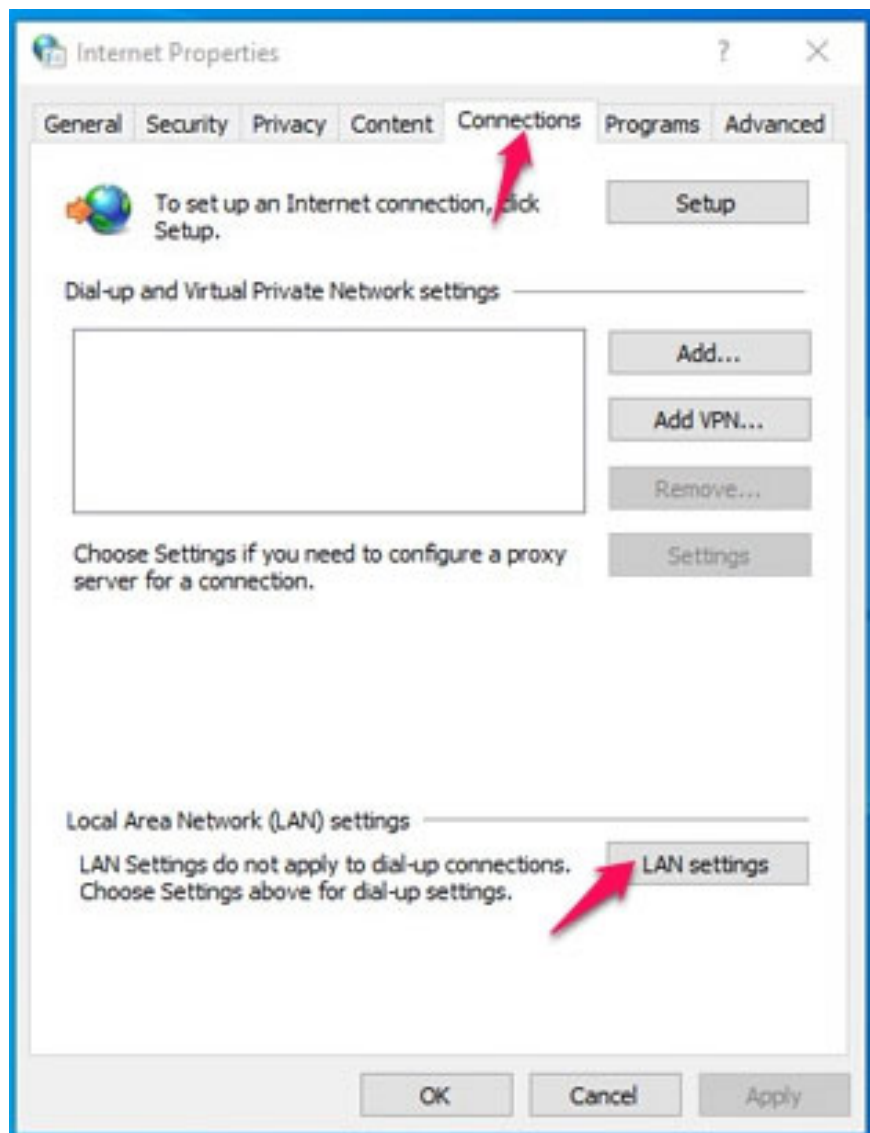 Internet Properties
?
General Security Privacy Content Connections Programs Advanced
To set up an Internet connection, click
Setup.
Setup
Dial-up and Virtual Private Network settings
Add...
Add VPN...
Remove...
Choose Settings if you need to configure a proxy
server for a connection.
Settings
Local Area Network (LAN) settings
LAN Settings do not apply to dial-up connections.
Choose Settings above for dial-up settings.
LAN settings
OK Cancel Apply